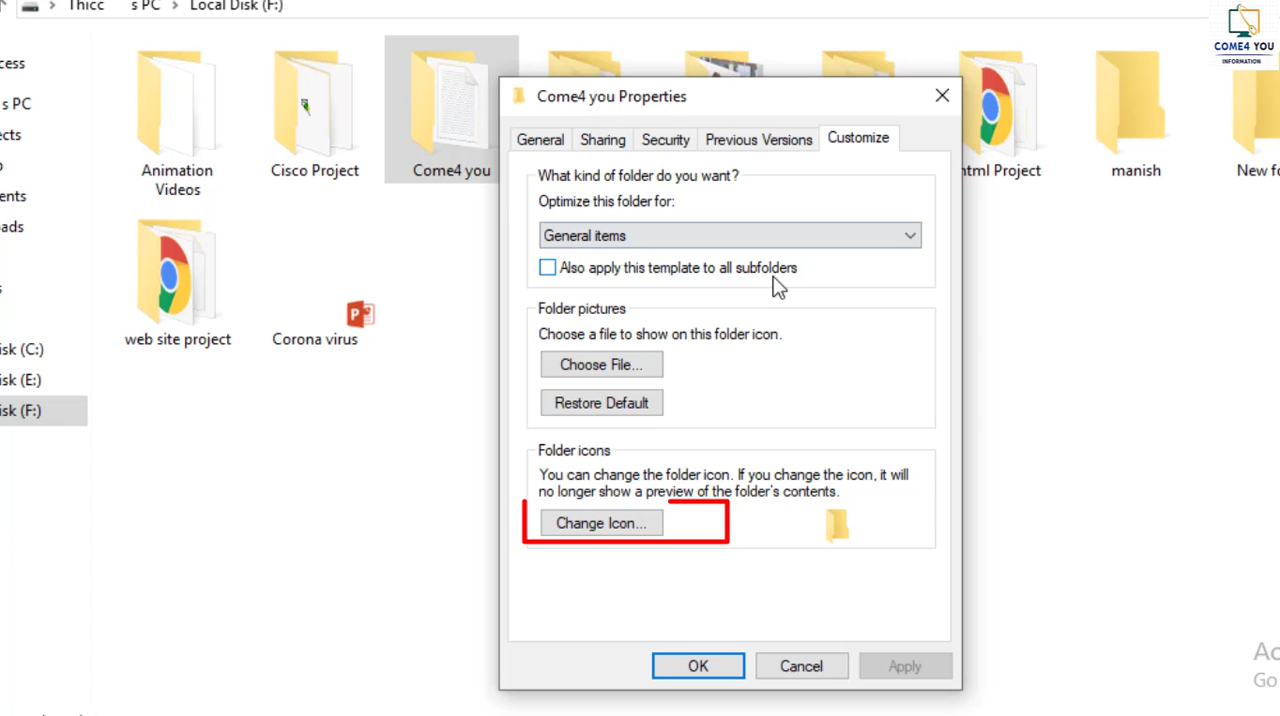 Thicc s PC Local Disk (F:)
COME4 YOU
INFORMATION
cess
s PC
ects
ents
oads
s
isk (C:)
isk (E:)
isk (F:)
Animation
Videos
Cisco Project
Come4 you
html Project
manish
New fo
web site project
Corona virus
Come4 you Properties
General Sharing Security Previous Versions Customize
What kind of folder do you want?
Optimize this folder for:
General items
Also apply this template to all subfolders
Folder pictures
Choose a file to show on this folder icon.
Choose File...
Restore Default
Folder icons
You can change the folder icon. If you change the icon, it will
no longer show a preview of the folder's contents.
Change Icon...
OK Cancel Apply
Ac
Go